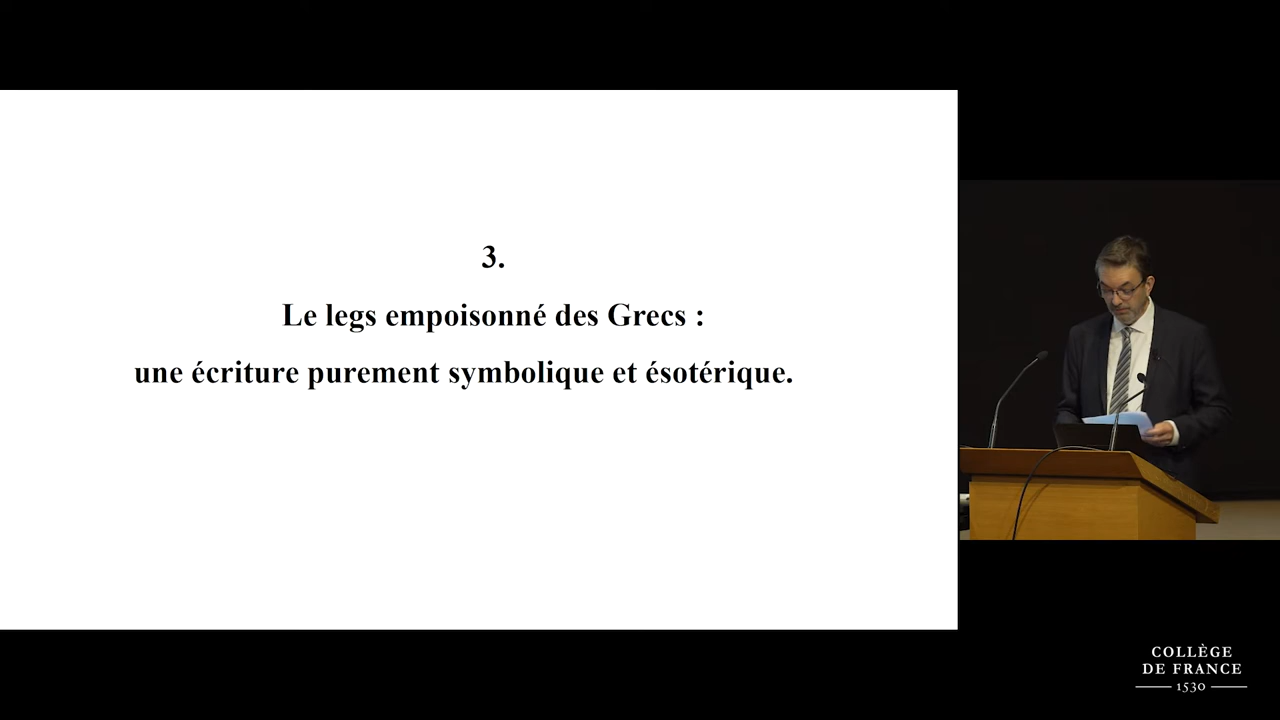 3.
Le legs empoisonné des Grecs :
une écriture purement symbolique et ésotérique.
COLLÈGE
DE FRANCE
1530